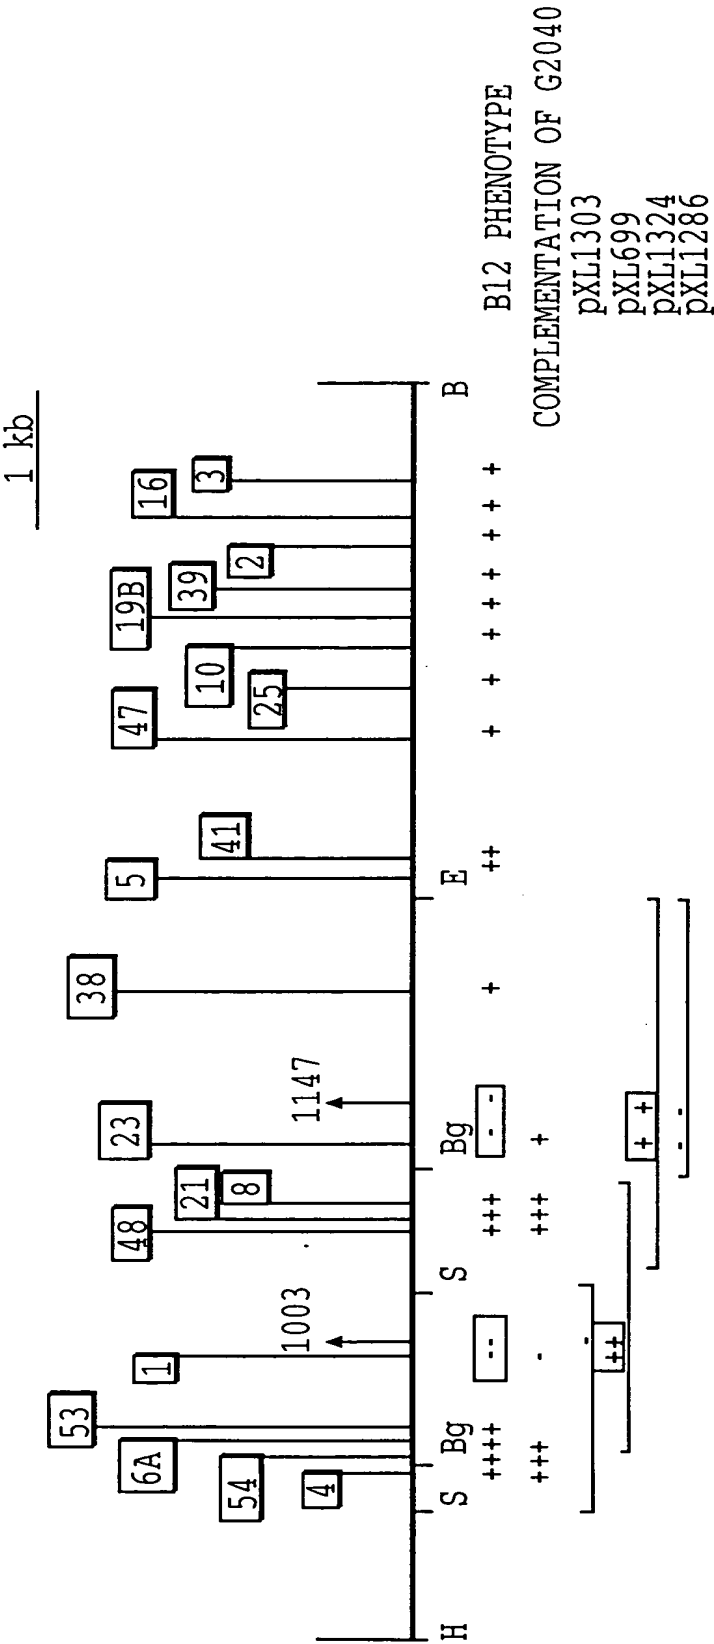 1 kb
53 38
48 23 5 47 19B
6A 1 16
21 39
10 3
54 8 41 2
25
1003 1147
4
H S Bg S Bg E B
++++ -- +++ - - + ++ + + + + + + + + B12 PHENOTYPE
+++ - +++ + COMPLEMENTATION OF G2040
- pXL1303
++ pXL699
+ + pXL1324
- - pXL1286